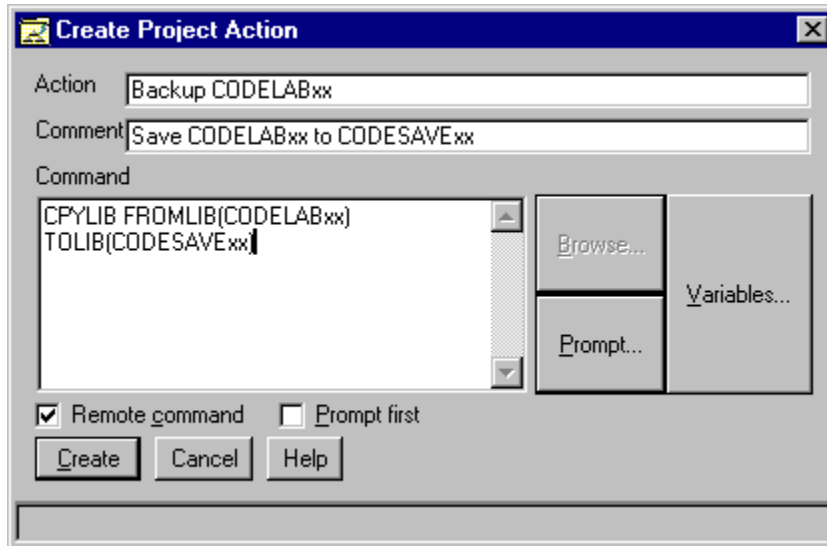 Create Project Action
Action Backup CODELABxx
Comment Save CODELABxx to CODESAVExx
Command
CPYLIB FROMLIB(CODELABxx)
TOLIB(CODESAVExx)
Browse...
Variables...
Prompt...
Remote command Prompt first
Create Cancel Help